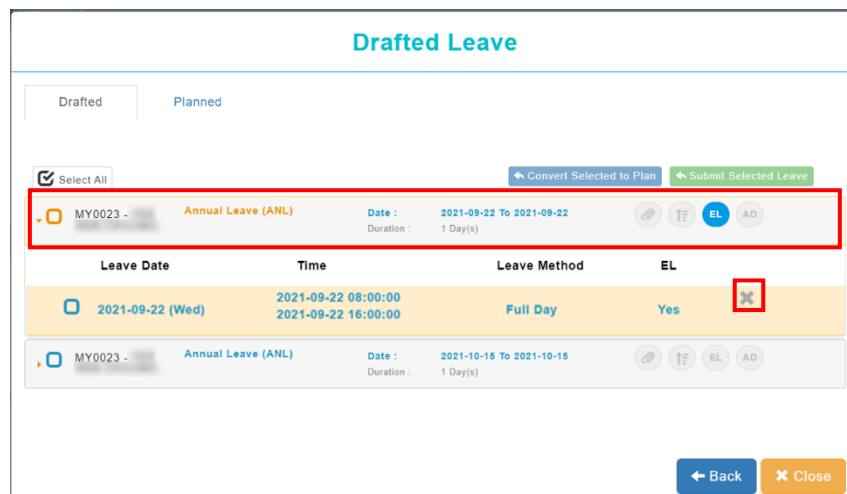 Drafted Leave
Drafted Planned
Select All Convert Selected to Plan Submit Selected Leave
MY0023 - Annual Leave (ANL) Date : 2021-09-22 To 2021-09-22 EL AD
Duration : 1 Day(s)
Leave Date Time Leave Method EL
2021-09-22 (Wed) 2021-09-22 08:00:00 Full Day Yes
2021-09-22 16:00:00
MY0023 - Annual Leave (ANL) Date : 2021-10-15 To 2021-10-15 EL AD
Duration : 1 Day(s)
Back Close